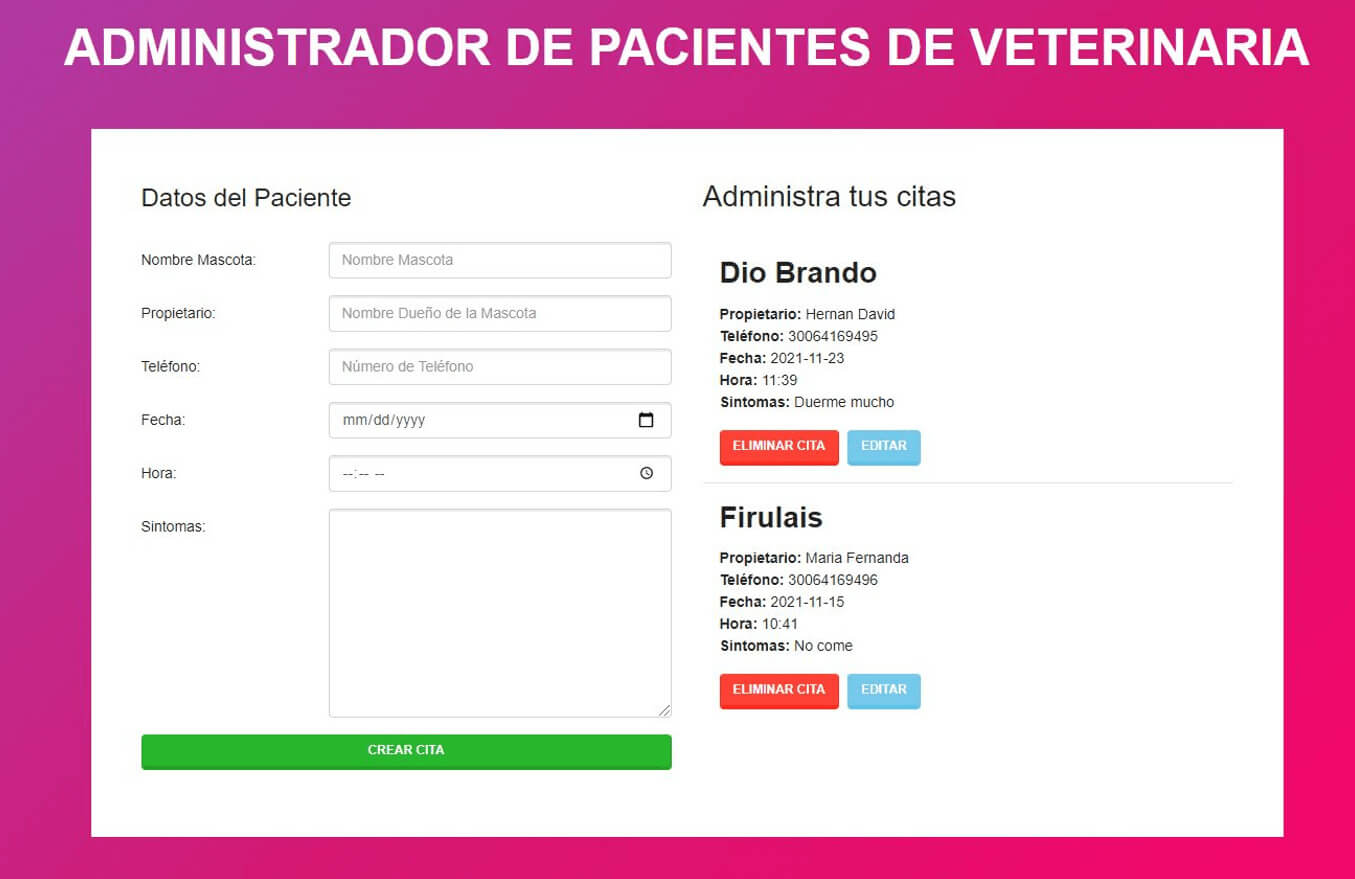 ADMINISTRADOR DE PACIENTES DE VETERINARIA
Datos del Paciente
Nombre Mascota:
Nombre Mascota
Propietario:
Nombre Dueño de la Mascota
Teléfono:
Número de Teléfono
Fecha:
mm/dd/yyyy
Hora:
--:-- --
Sintomas:
CREAR CITA
Administra tus citas
Dio Brando
Propietario: Hernan David
Teléfono: 30064169495
Fecha: 2021-11-23
Hora: 11:39
Sintomas: Duerme mucho
ELIMINAR CITA
EDITAR
Firulais
Propietario: Maria Fernanda
Teléfono: 30064169496
Fecha: 2021-11-15
Hora: 10:41
Sintomas: No come
ELIMINAR CITA
EDITAR